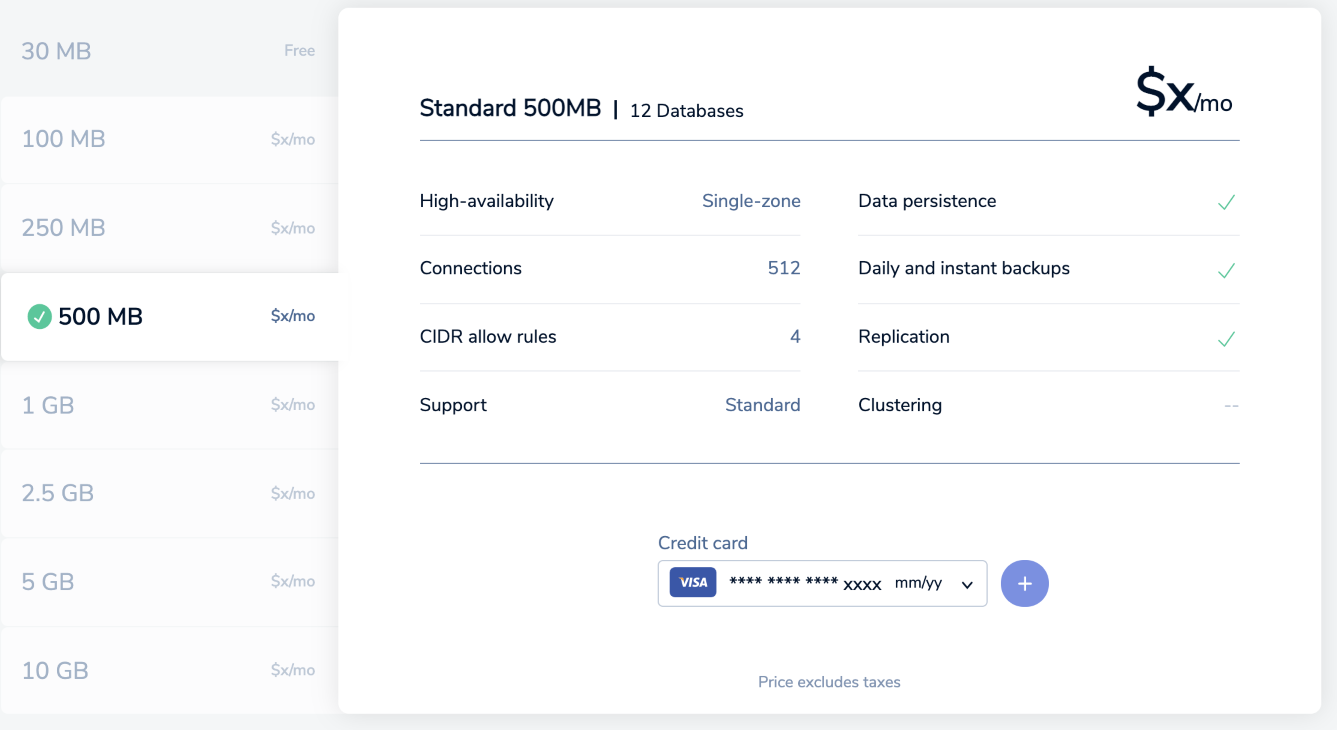 30 MB Free
100 MB $x/mo
250 MB $x/mo
500 MB $x/mo
1 GB $x/mo
2.5 GB $x/mo
5 GB $x/mo
10 GB $x/mo
Standard 500MB | 12 Databases $x/mo
High-availability Single-zone Data persistence
Connections 512 Daily and instant backups
CIDR allow rules 4 Replication
Support Standard Clustering --
Credit card
VISA **** **** **** xxxx mm/yy +
Price excludes taxes